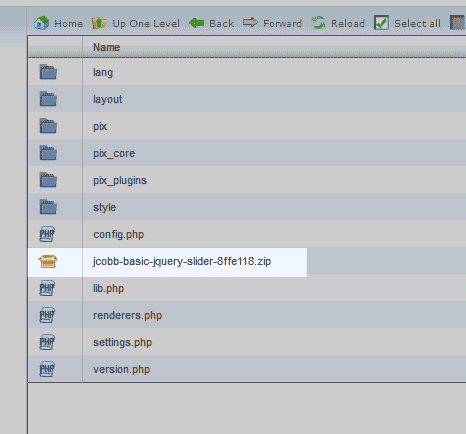 Home Up One Level Back Forward Reload Select all
Name
lang
layout
pix
pix_core
pix_plugins
style
PHP config.php
jcobb-basic-jquery-slider-8ffe118.zip
PHP lib.php
PHP renderers.php
PHP settings.php
PHP version.php